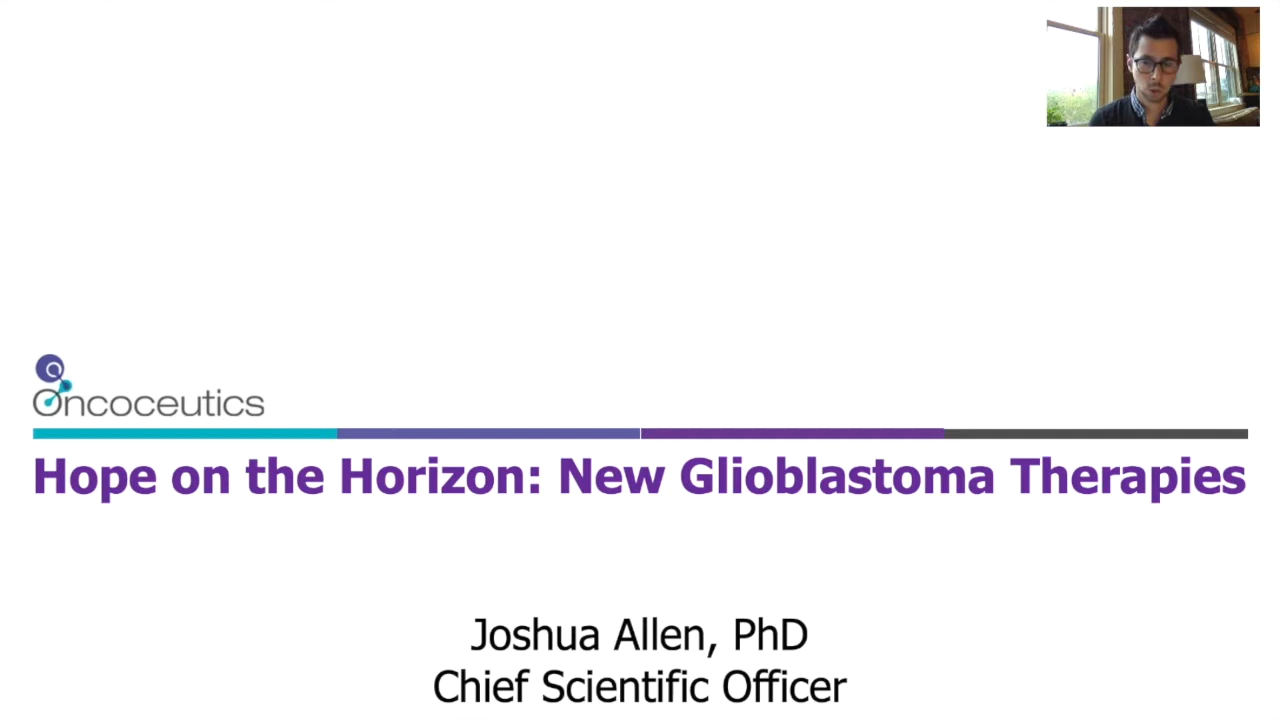 Oncoceutics
Hope on the Horizon: New Glioblastoma Therapies
Joshua Allen, PhD
Chief Scientific Officer